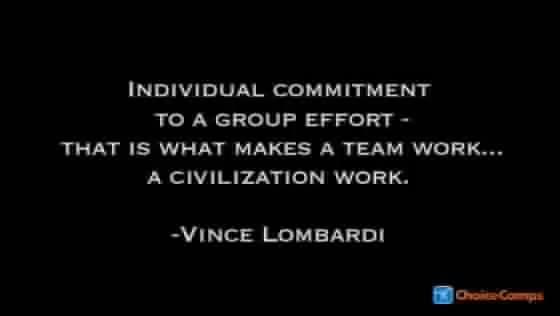 INDIVIDUAL COMMITMENT
TO A GROUP EFFORT -
THAT IS WHAT MAKES A TEAM WORK...
A CIVILIZATION WORK.
-VINCE LOMBARDI
ChoiceComps